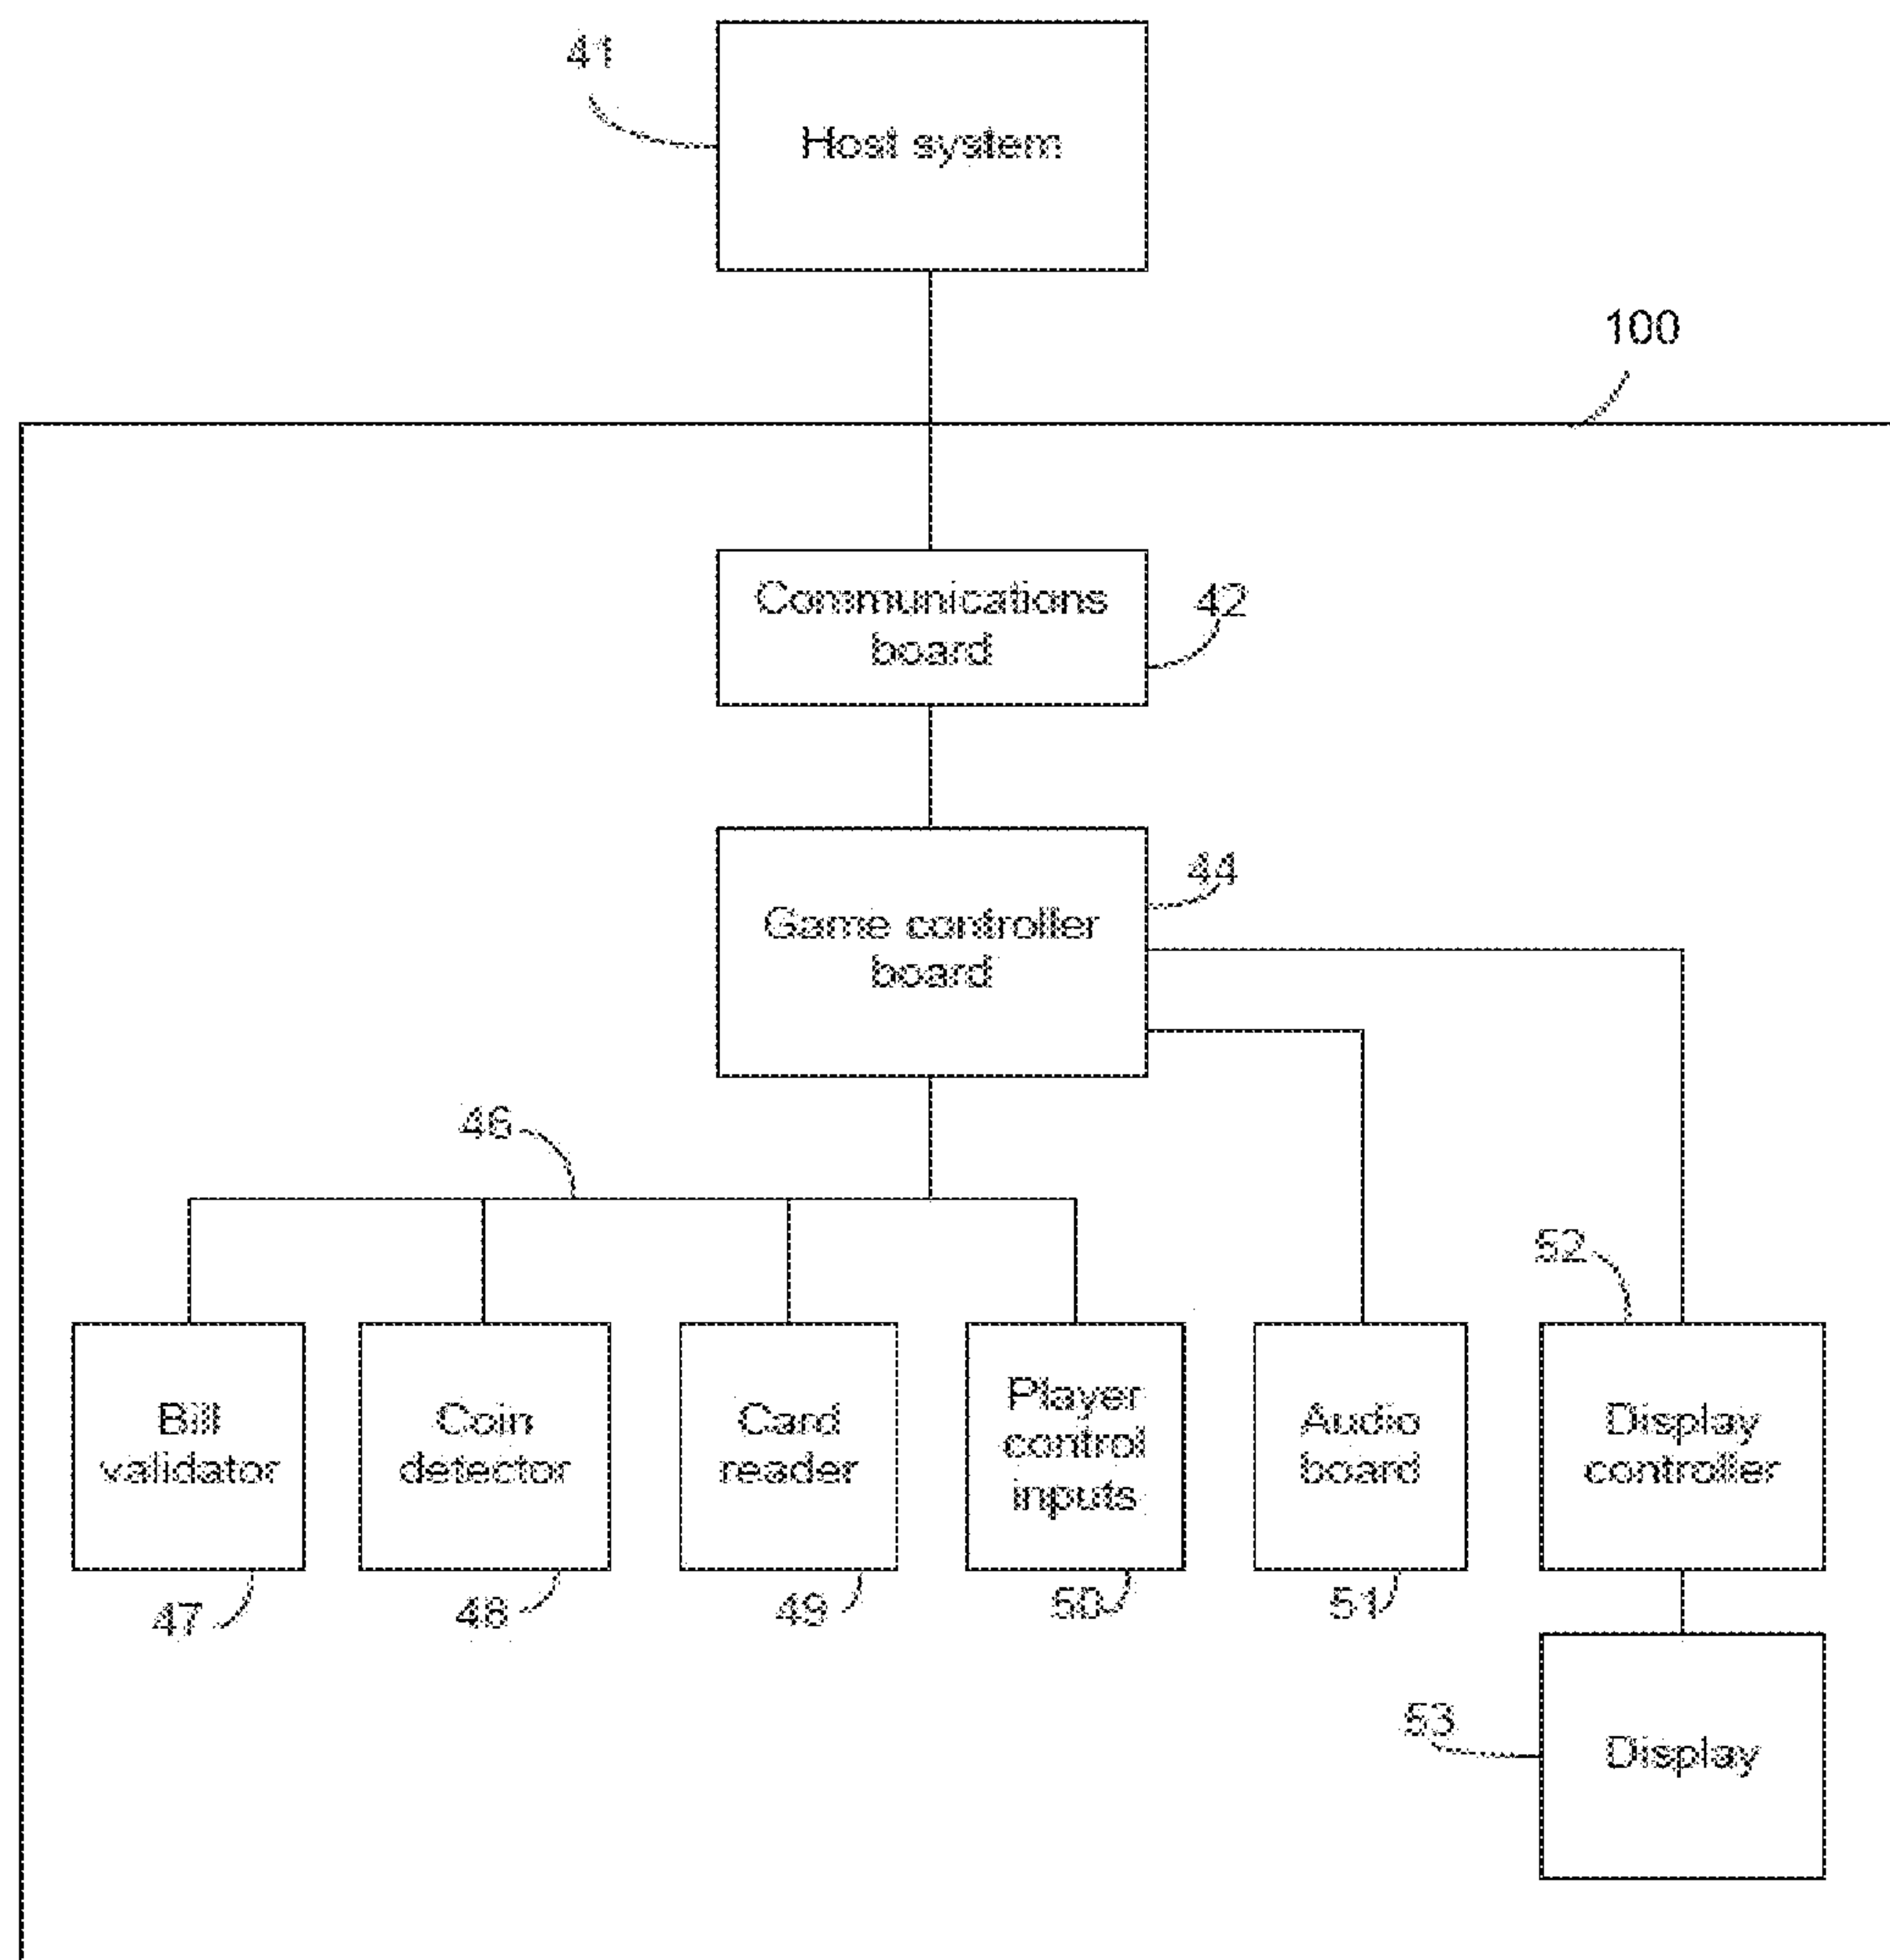 41
Host system
100
Communications
board
42
Game controller
board
44
46
52
Bill
validator
Coin
detector
Card
reader
Player
control
inputs
Audio
board
Display
controller
47
48
49
50
51
53
Display